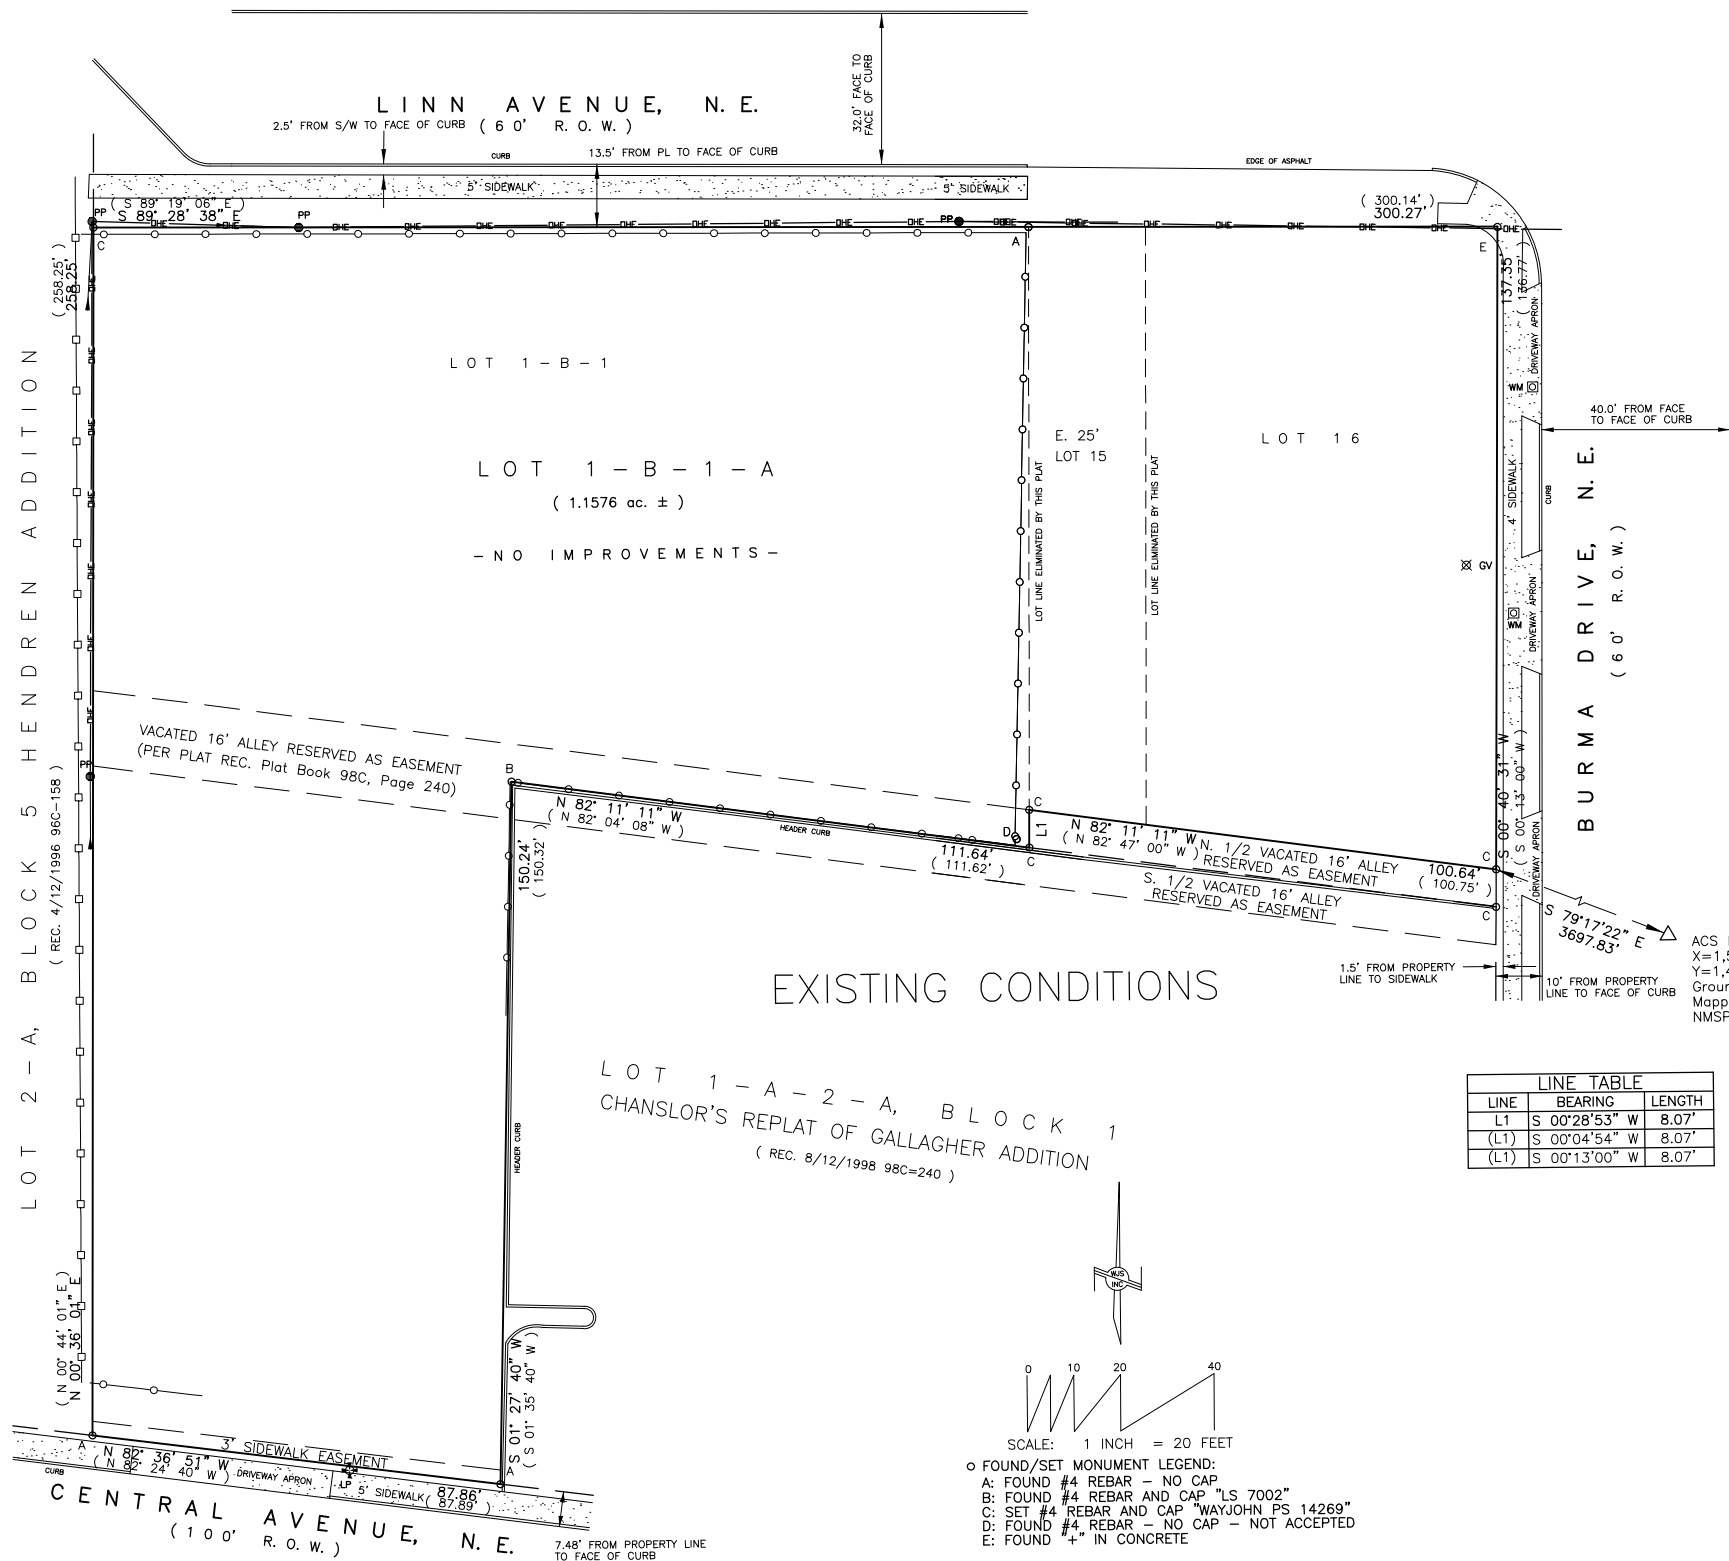 LINN AVENUE, N.E.
( 60' R.O.W. )
2.5' FROM S/W TO FACE OF CURB
CURB
13.5' FROM PL TO FACE OF CURB
32.0' FACE TO
FACE OF CURB
EDGE OF ASPHALT
5' SIDEWALK
5' SIDEWALK
( S 89° 19' 06" E )
S 89° 28' 38" E
PP
PP
PP
OHE
( 300.14' )
300.27'
C
A
E
( 258.25' )
258.25'
137.35'
( 136.77' )
LOT 1-B-1
LOT 1-B-1-A
( 1.1576 ac. ± )
-NO IMPROVEMENTS-
E. 25'
LOT 15
LOT 16
LOT LINE ELIMINATED BY THIS PLAT
LOT LINE ELIMINATED BY THIS PLAT
DRIVEWAY APRON
WM
4' SIDEWALK
CURB
GV
WM
DRIVEWAY APRON
40.0' FROM FACE
TO FACE OF CURB
BURMA DRIVE, N.E.
( 60' R.O.W. )
LOT 2-A, BLOCK 5 HENDREN ADDITION
( REC. 4/12/1996 96C-158 )
VACATED 16' ALLEY RESERVED AS EASEMENT
(PER PLAT REC. Plat Book 98C, Page 240)
PP
B
N 82° 11' 11" W
( N 82° 04' 08" W )
HEADER CURB
150.24'
( 150.32' )
D
C
L1
C
111.64'
( 111.62' )
N 82° 11' 11" W
( N 82° 47' 00" W )
N. 1/2 VACATED 16' ALLEY
RESERVED AS EASEMENT
100.64'
( 100.75' )
S. 1/2 VACATED 16' ALLEY
RESERVED AS EASEMENT
C
C
S 00° 40' 31" W
( S 00° 13' 00" W )
DRIVEWAY APRON
S 79°17'22" E
3697.83'
ACS
X=1,5
Y=1,4
Groun
Mapp
NMSP
1.5' FROM PROPERTY
LINE TO SIDEWALK
10' FROM PROPERTY
LINE TO FACE OF CURB
EXISTING CONDITIONS
LOT 1-A-2-A, BLOCK 1
CHANSLOR'S REPLAT OF GALLAGHER ADDITION
( REC. 8/12/1998 98C=240 )
HEADER CURB
LINE TABLE
LINE BEARING LENGTH
L1 S 00°28'53" W 8.07'
(L1) S 00°04'54" W 8.07'
(L1) S 00°13'00" W 8.07'
WJS
INC
( N 00° 44' 01" E )
N 00° 36' 01" E
S 01° 27' 40" W
( S 01° 35' 40" W )
0 10 20 40
SCALE: 1 INCH = 20 FEET
FOUND/SET MONUMENT LEGEND:
A: FOUND #4 REBAR - NO CAP
B: FOUND #4 REBAR AND CAP "LS 7002"
C: SET #4 REBAR AND CAP "WAYJOHN PS 14269"
D: FOUND #4 REBAR - NO CAP - NOT ACCEPTED
E: FOUND "+" IN CONCRETE
A
N 82° 36' 51" W
( N 82° 24' 40" W )
3' SIDEWALK EASEMENT
DRIVEWAY APRON
LP
5' SIDEWALK
87.86'
( 87.89' )
A
CURB
CENTRAL AVENUE, N.E.
( 100' R.O.W. )
7.48' FROM PROPERTY LINE
TO FACE OF CURB